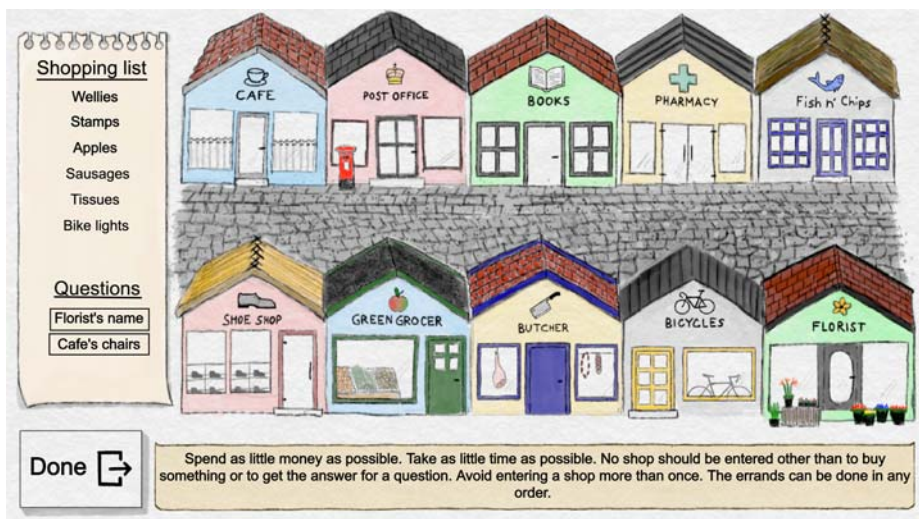 Shopping list
Wellies
Stamps
Apples
Sausages
Tissues
Bike lights
Questions
Florist's name
Cafe's chairs
CAFE
POST OFFICE
BOOKS
PHARMACY
Fish n' Chips
SHOE SHOP
GREEN GROCER
BUTCHER
BICYCLES
FLORIST
Done
Spend as little money as possible. Take as little time as possible. No shop should be entered other than to buy
something or to get the answer for a question. Avoid entering a shop more than once. The errands can be done in any
order.